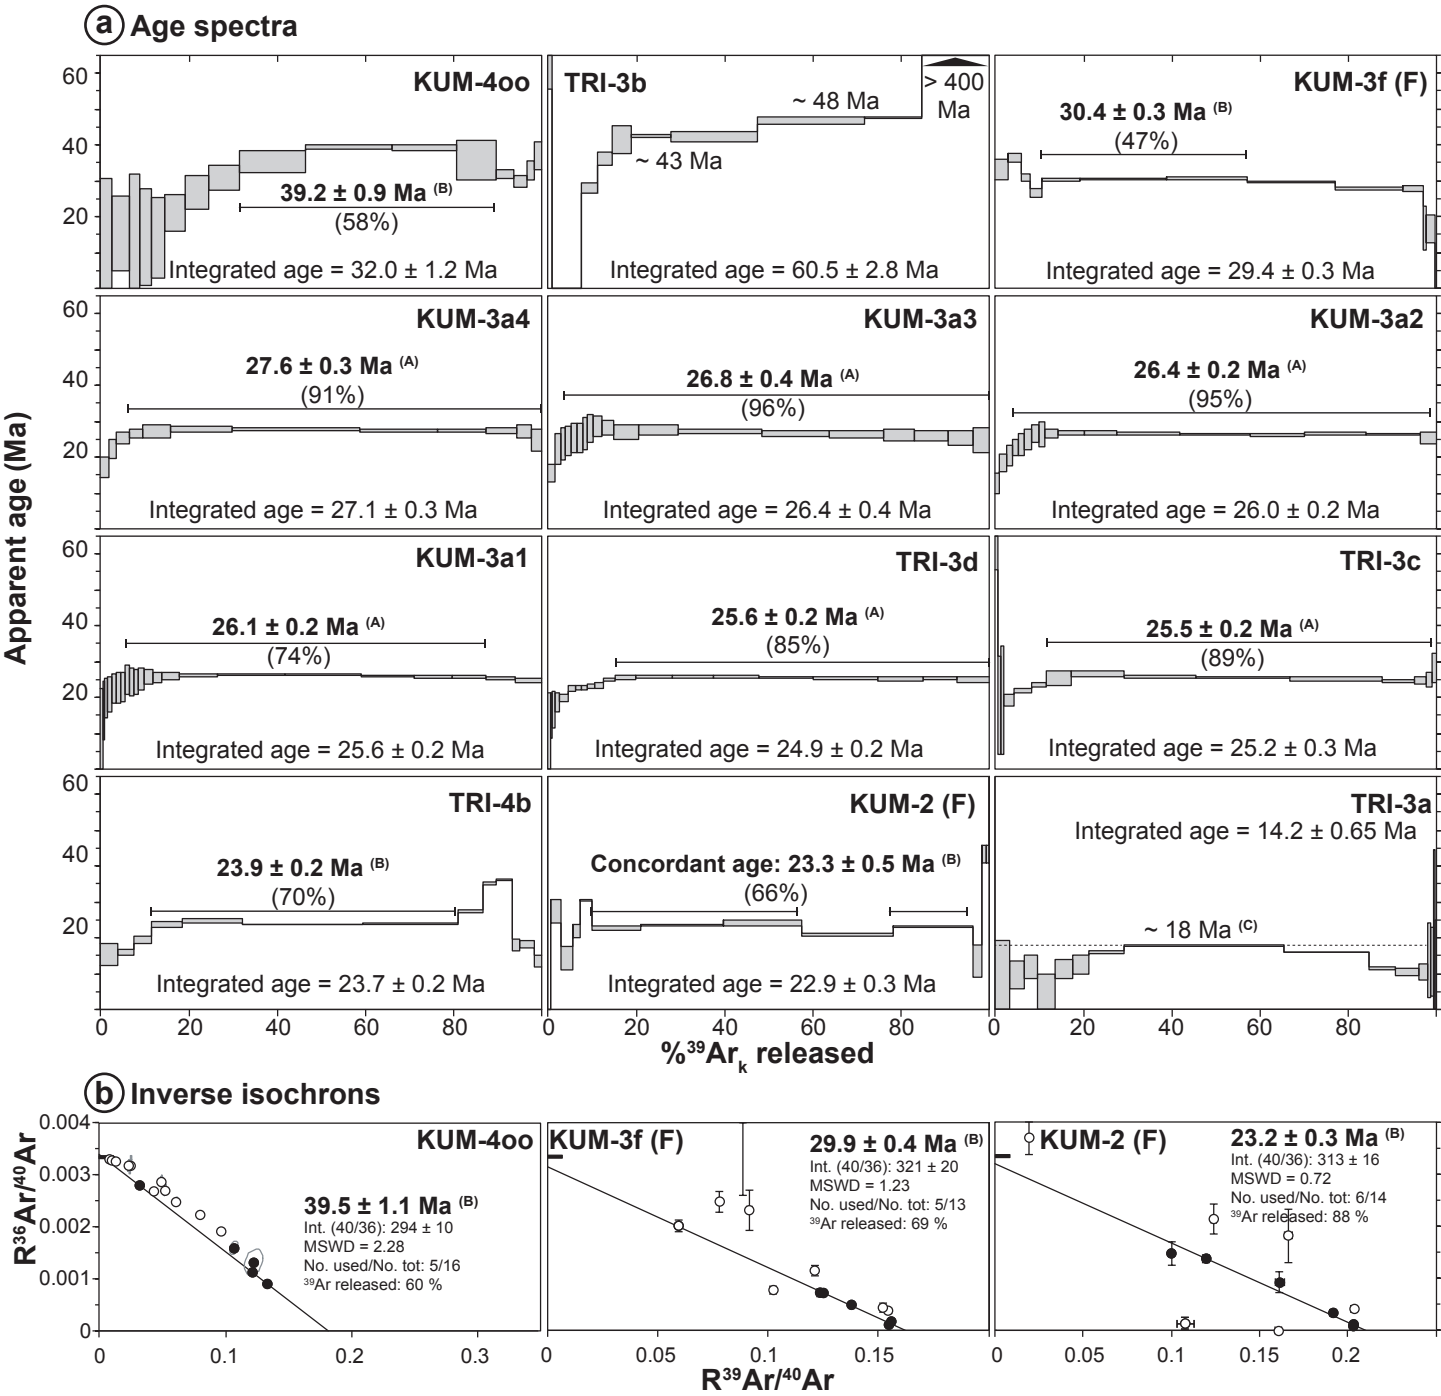 a Age spectra
Apparent age (Ma)
60
40
20
KUM-4oo
39.2 ± 0.9 Ma (B)
(58%)
Integrated age = 32.0 ± 1.2 Ma
TRI-3b
~ 48 Ma
> 400
Ma
~ 43 Ma
Integrated age = 60.5 ± 2.8 Ma
KUM-3f (F)
30.4 ± 0.3 Ma (B)
(47%)
Integrated age = 29.4 ± 0.3 Ma
60
40
20
KUM-3a4
27.6 ± 0.3 Ma (A)
(91%)
Integrated age = 27.1 ± 0.3 Ma
KUM-3a3
26.8 ± 0.4 Ma (A)
(96%)
Integrated age = 26.4 ± 0.4 Ma
KUM-3a2
26.4 ± 0.2 Ma (A)
(95%)
Integrated age = 26.0 ± 0.2 Ma
60
40
20
KUM-3a1
26.1 ± 0.2 Ma (A)
(74%)
Integrated age = 25.6 ± 0.2 Ma
TRI-3d
25.6 ± 0.2 Ma (A)
(85%)
Integrated age = 24.9 ± 0.2 Ma
TRI-3c
25.5 ± 0.2 Ma (A)
(89%)
Integrated age = 25.2 ± 0.3 Ma
60
40
20
TRI-4b
23.9 ± 0.2 Ma (B)
(70%)
Integrated age = 23.7 ± 0.2 Ma
KUM-2 (F)
Concordant age: 23.3 ± 0.5 Ma (B)
(66%)
Integrated age = 22.9 ± 0.3 Ma
TRI-3a
Integrated age = 14.2 ± 0.65 Ma
~ 18 Ma (C)
0 20 40 60 80
0 20 40 60 80
0 20 40 60 80
%³⁹Arₖ released
b Inverse isochrons
R³⁶Ar/⁴⁰Ar
0.004
0.003
0.002
0.001
0
KUM-4oo
39.5 ± 1.1 Ma (B)
Int. (40/36): 294 ± 10
MSWD = 2.28
No. used/No. tot: 5/16
³⁹Ar released: 60 %
KUM-3f (F)
29.9 ± 0.4 Ma (B)
Int. (40/36): 321 ± 20
MSWD = 1.23
No. used/No. tot: 5/13
³⁹Ar released: 69 %
KUM-2 (F)
23.2 ± 0.3 Ma (B)
Int. (40/36): 313 ± 16
MSWD = 0.72
No. used/No. tot: 6/14
³⁹Ar released: 88 %
0 0.1 0.2 0.3
0 0.05 0.1 0.15
0 0.05 0.1 0.15 0.2
R³⁹Ar/⁴⁰Ar